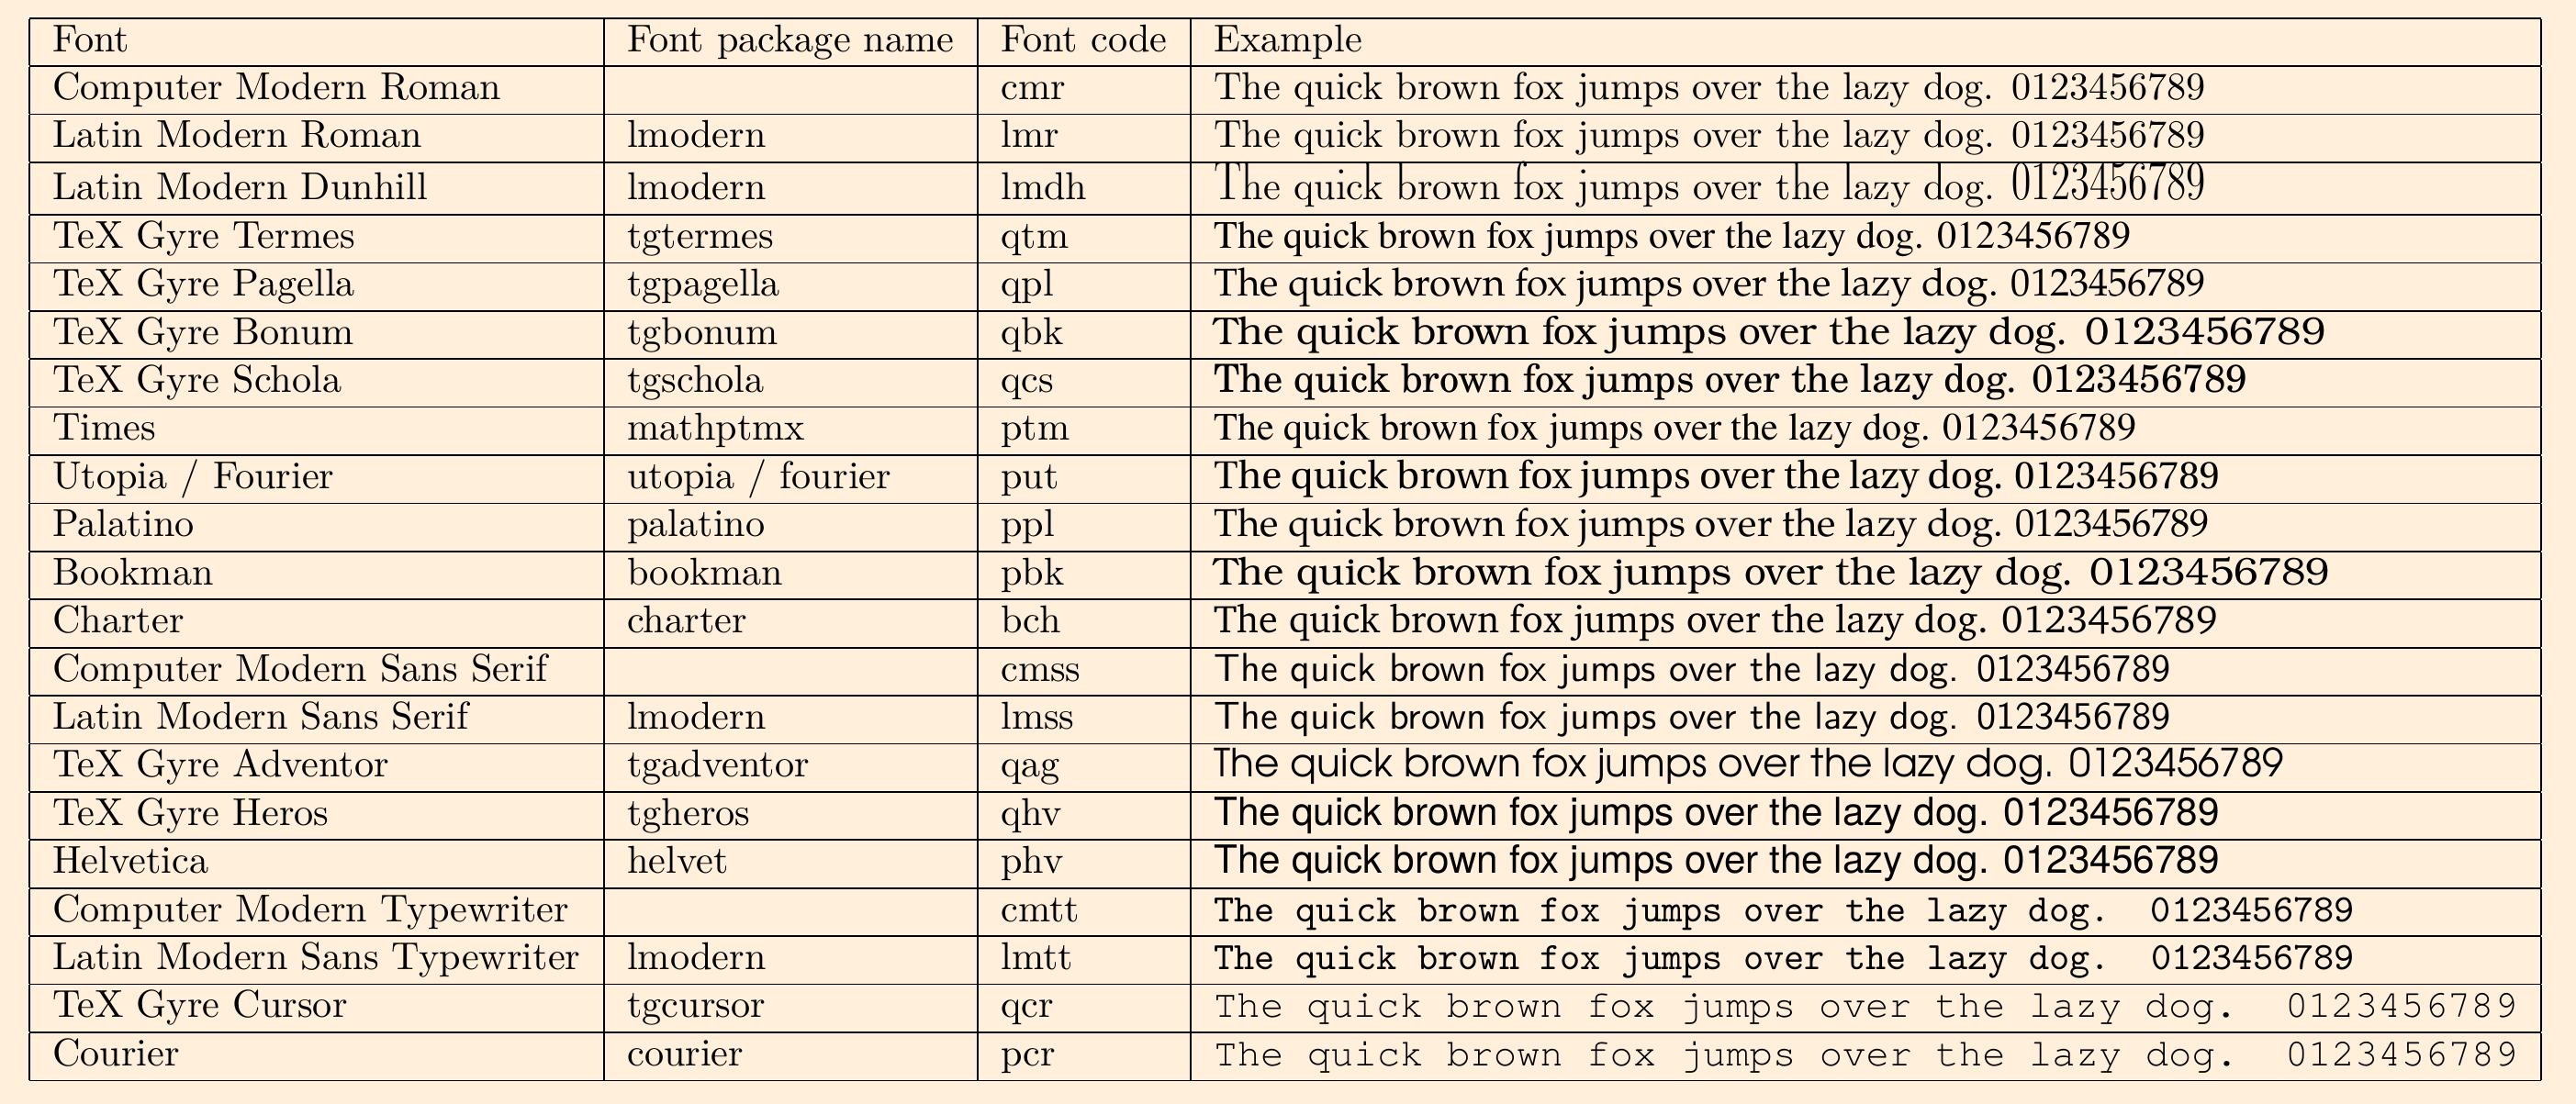 Font Font package name Font code Example
Computer Modern Roman cmr The quick brown fox jumps over the lazy dog. 0123456789
Latin Modern Roman lmodern lmr The quick brown fox jumps over the lazy dog. 0123456789
Latin Modern Dunhill lmodern lmdh The quick brown fox jumps over the lazy dog. 0123456789
TeX Gyre Termes tgtermes qtm The quick brown fox jumps over the lazy dog. 0123456789
TeX Gyre Pagella tgpagella qpl The quick brown fox jumps over the lazy dog. 0123456789
TeX Gyre Bonum tgbonum qbk The quick brown fox jumps over the lazy dog. 0123456789
TeX Gyre Schola tgschola qcs The quick brown fox jumps over the lazy dog. 0123456789
Times mathptmx ptm The quick brown fox jumps over the lazy dog. 0123456789
Utopia / Fourier utopia / fourier put The quick brown fox jumps over the lazy dog. 0123456789
Palatino palatino ppl The quick brown fox jumps over the lazy dog. 0123456789
Bookman bookman pbk The quick brown fox jumps over the lazy dog. 0123456789
Charter charter bch The quick brown fox jumps over the lazy dog. 0123456789
Computer Modern Sans Serif cmss The quick brown fox jumps over the lazy dog. 0123456789
Latin Modern Sans Serif lmodern lmss The quick brown fox jumps over the lazy dog. 0123456789
TeX Gyre Adventor tgadventor qag The quick brown fox jumps over the lazy dog. 0123456789
TeX Gyre Heros tgheros qhv The quick brown fox jumps over the lazy dog. 0123456789
Helvetica helvet phv The quick brown fox jumps over the lazy dog. 0123456789
Computer Modern Typewriter cmtt The quick brown fox jumps over the lazy dog. 0123456789
Latin Modern Sans Typewriter lmodern lmtt The quick brown fox jumps over the lazy dog. 0123456789
TeX Gyre Cursor tgcursor qcr The quick brown fox jumps over the lazy dog. 0123456789
Courier courier pcr The quick brown fox jumps over the lazy dog. 0123456789